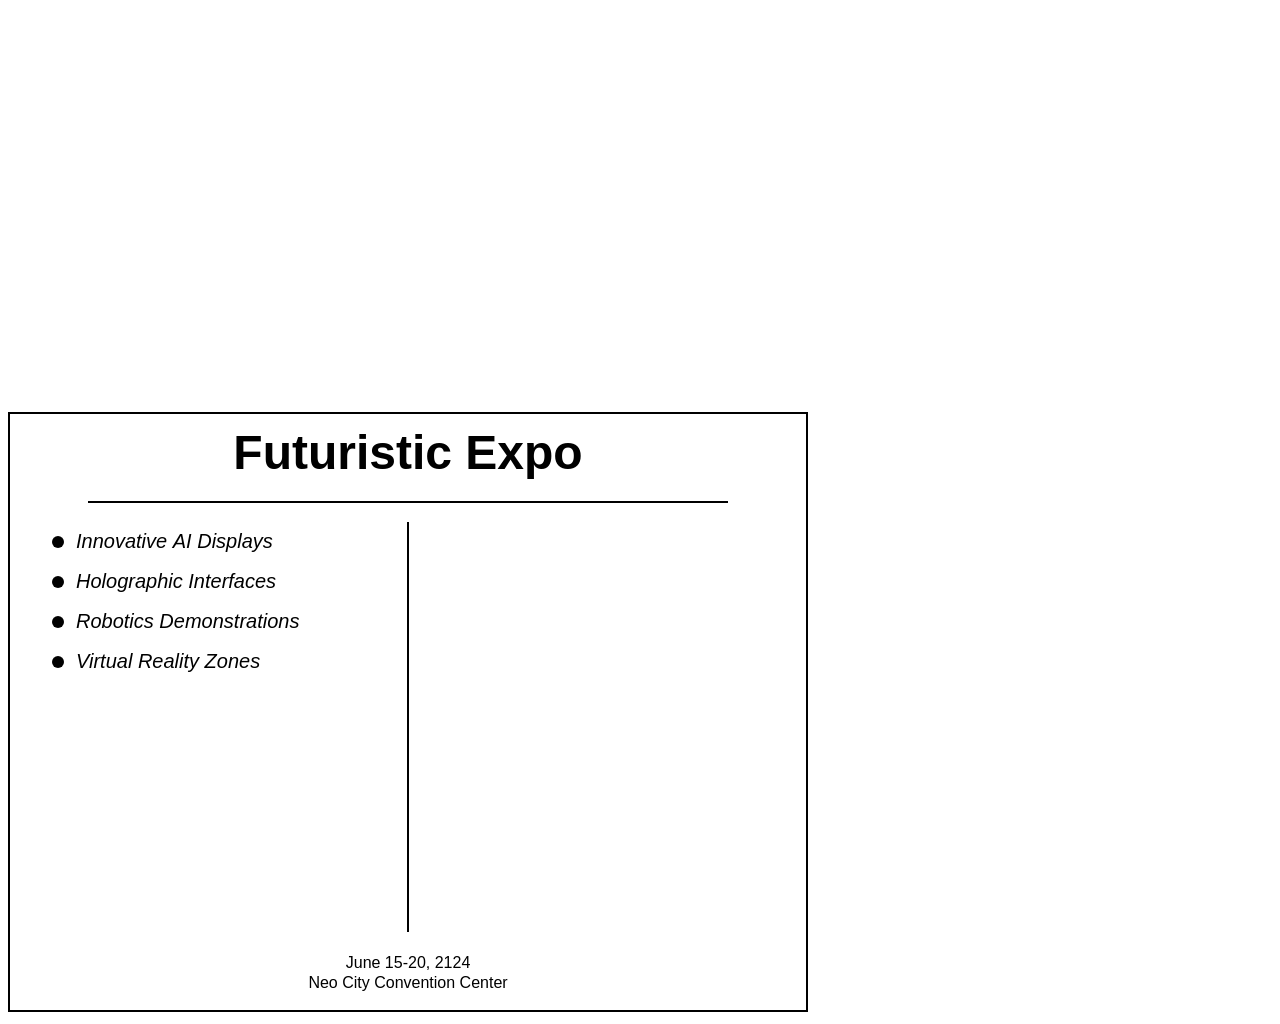 Futuristic Expo
Innovative AI Displays
Holographic Interfaces
Robotics Demonstrations
Virtual Reality Zones
June 15-20, 2124
Neo City Convention Center